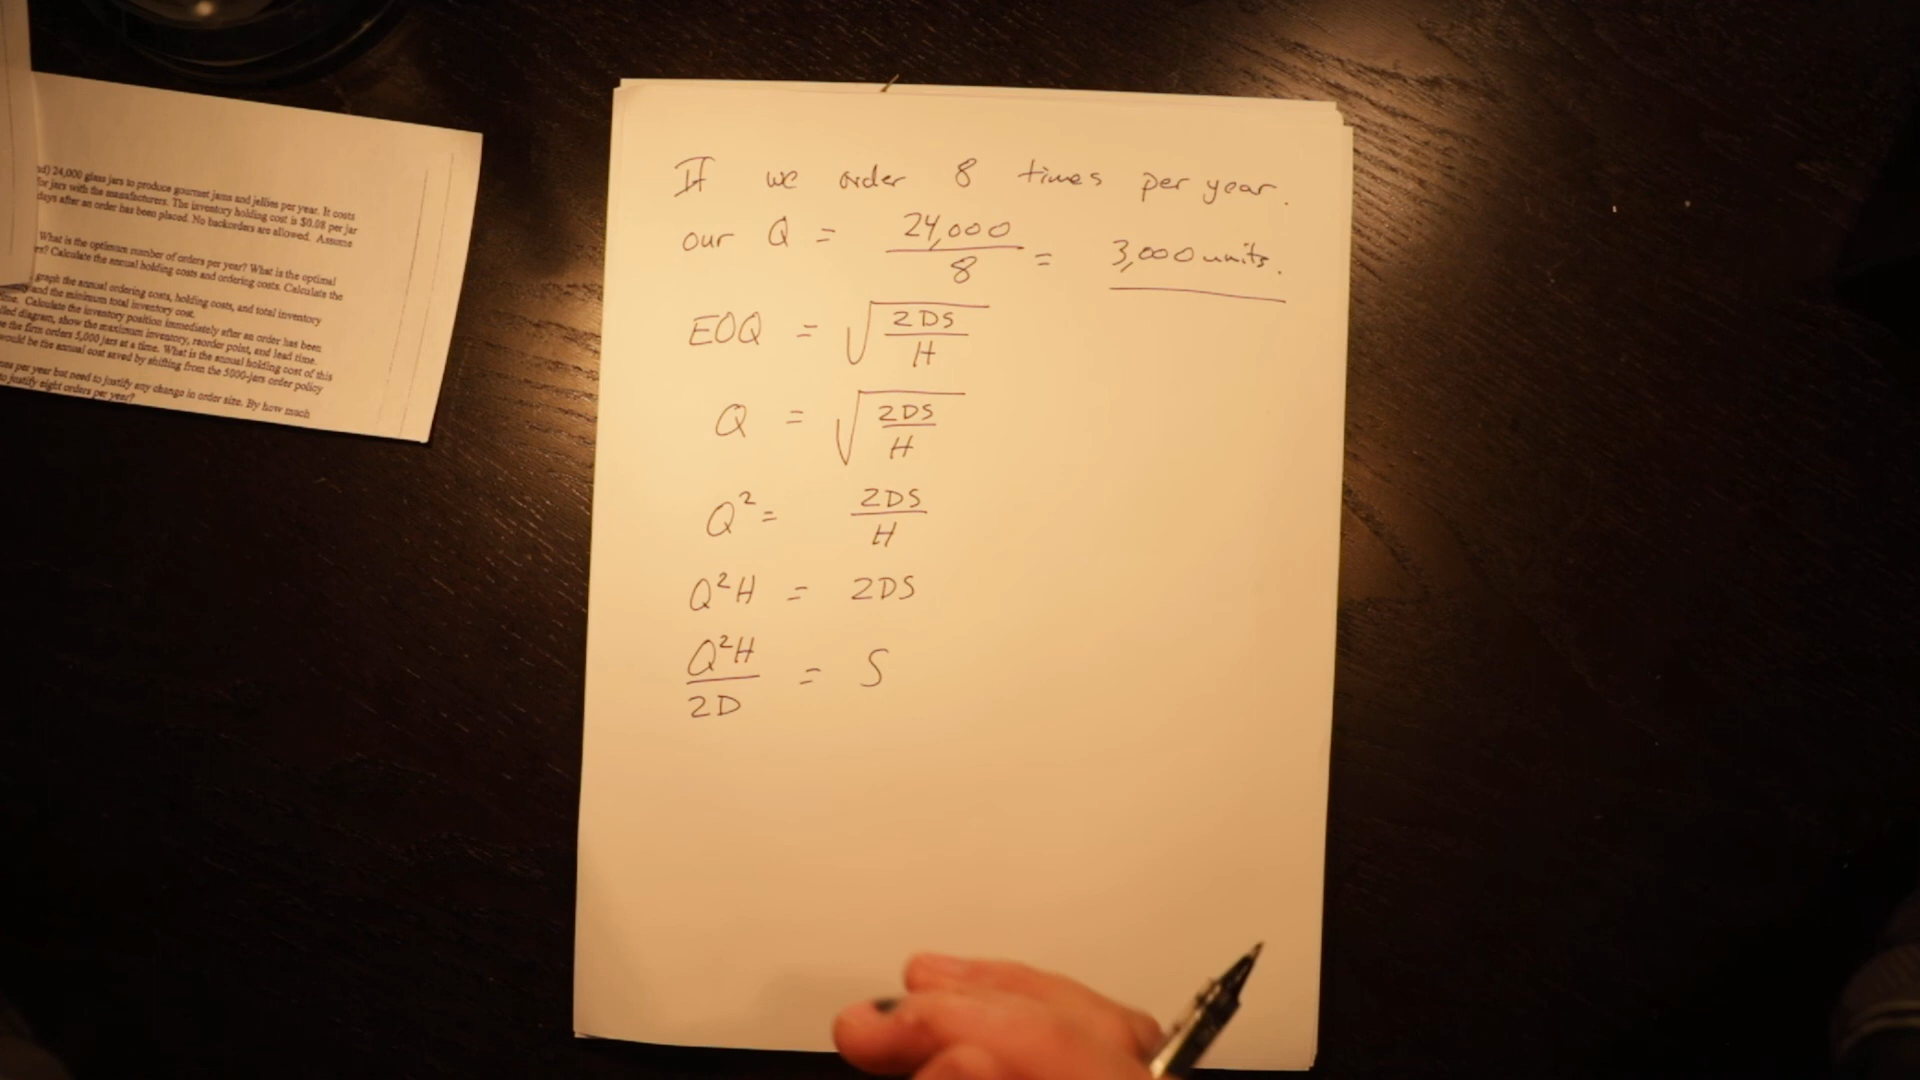 nd) 24,000 glass jars to produce gourmet jams and jellies per year. It costs
for jars with the manufacturers. The inventory holding cost is $0.08 per jar
days after an order has been placed. No backorders are allowed. Assume
What is the optimum number of orders per year? What is the optimal
rs? Calculate the annual holding costs and ordering costs. Calculate the
graph the annual ordering costs, holding costs, and total inventory
and the minimum total inventory cost.
time. Calculate the inventory position immediately after an order has been
led diagram, show the maximum inventory, reorder point, and lead time.
e the firm orders 5,000 jars at a time. What is the annual holding cost of this
would be the annual cost saved by shifting from the 5000-jars order policy
mes per year but need to justify any change in order size. By how much
to justify eight orders per year?
If we order 8 times per year.
our Q = 24,000 / 8 = 3,000 units.
EOQ = √(2DS / H)
Q = √(2DS / H)
Q² = 2DS / H
Q²H = 2DS
Q²H / 2D = S